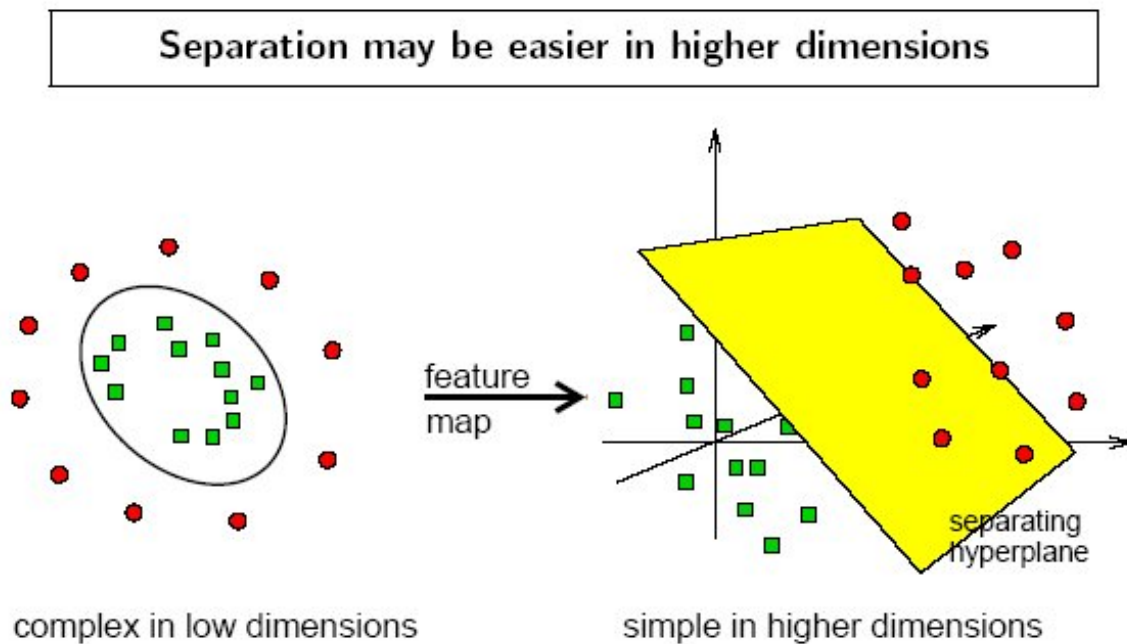 Separation may be easier in higher dimensions
feature
map
separating
hyperplane
complex in low dimensions
simple in higher dimensions